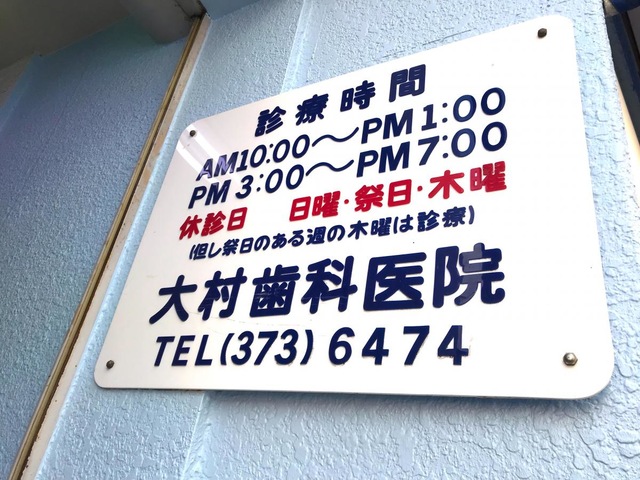 診療時間
AM10:00〜PM1:00
PM3:00〜PM7:00
休診日 日曜・祭日・木曜
(但し祭日のある週の木曜は診療)
大村歯科医院
TEL(373)6474